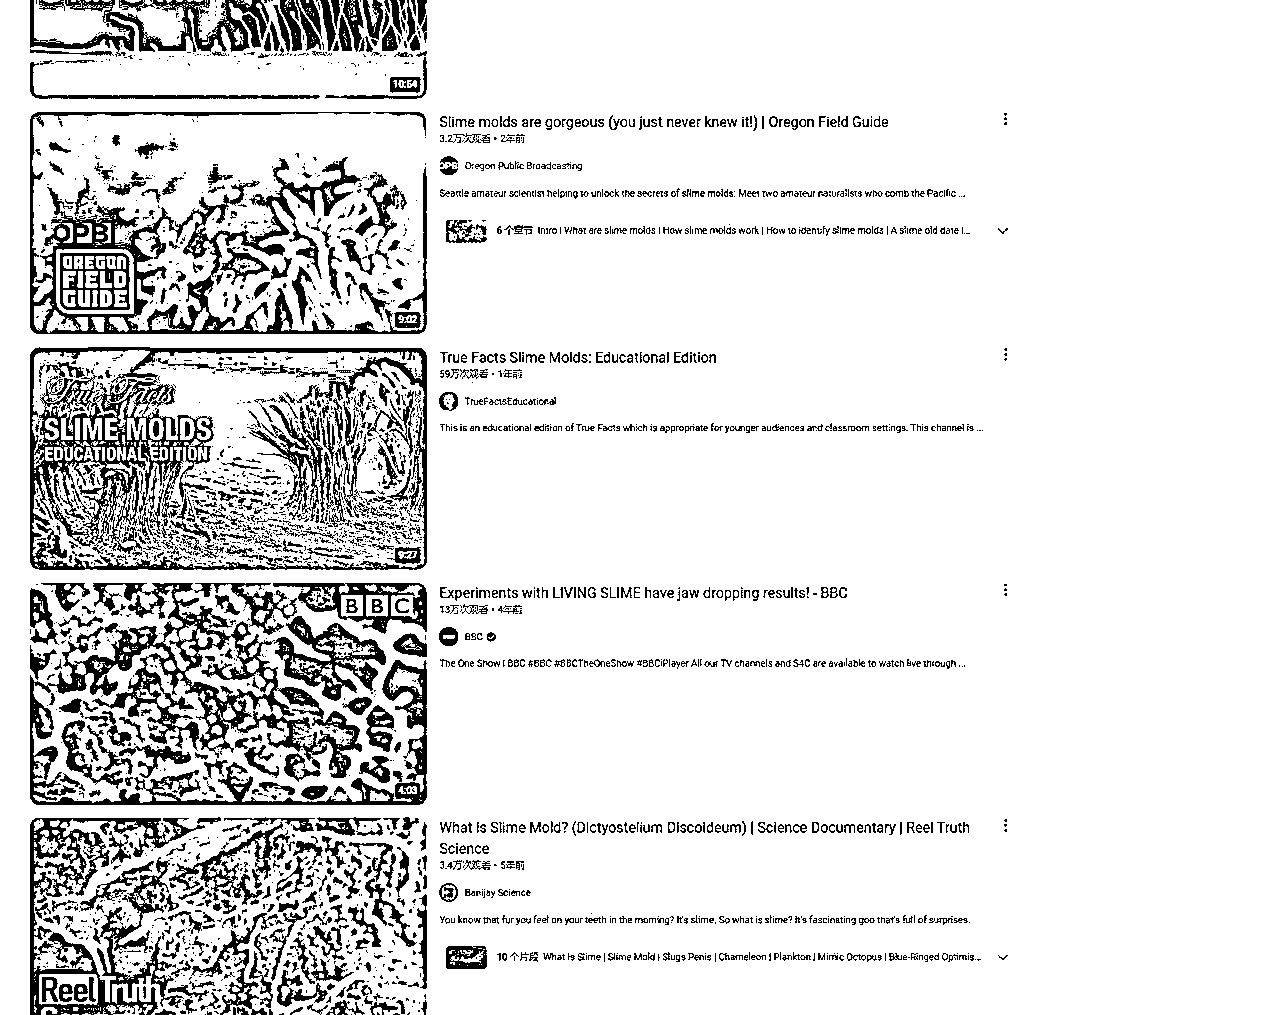 10:54
Slime molds are gorgeous (you just never knew it!) | Oregon Field Guide
3.2万次观看 • 2年前
OPB Oregon Public Broadcasting
Seattle amateur scientist helping to unlock the secrets of slime molds: Meet two amateur naturalists who comb the Pacific ...
6 个章节 Intro | What are slime molds | How slime molds work | How to identify slime molds | A slime old date |...
OPB
OREGON
FIELD
GUIDE
9:02
True Facts Slime Molds: Educational Edition
59万次观看 • 1年前
TrueFactsEducational
This is an educational edition of True Facts which is appropriate for younger audiences and classroom settings. This channel is ...
True Facts
SLIME MOLDS
EDUCATIONAL EDITION
9:27
Experiments with LIVING SLIME have jaw dropping results! - BBC
13万次观看 • 4年前
BBC
The One Show | BBC #BBC #BBCTheOneShow #BBCiPlayer All our TV channels and S4C are available to watch live through ...
BBC
4:03
What is Slime Mold? (Dictyostelium Discoideum) | Science Documentary | Reel Truth
Science
3.4万次观看 • 5年前
Banijay Science
You know that fur you feel on your teeth in the morning? It's slime. So what is slime? It's fascinating goo that's full of surprises.
10 个片段 What Is Slime | Slime Mold | Slugs Penis | Chameleon | Plankton | Mimic Octopus | Blue-Ringed Optimis...
Reel Truth